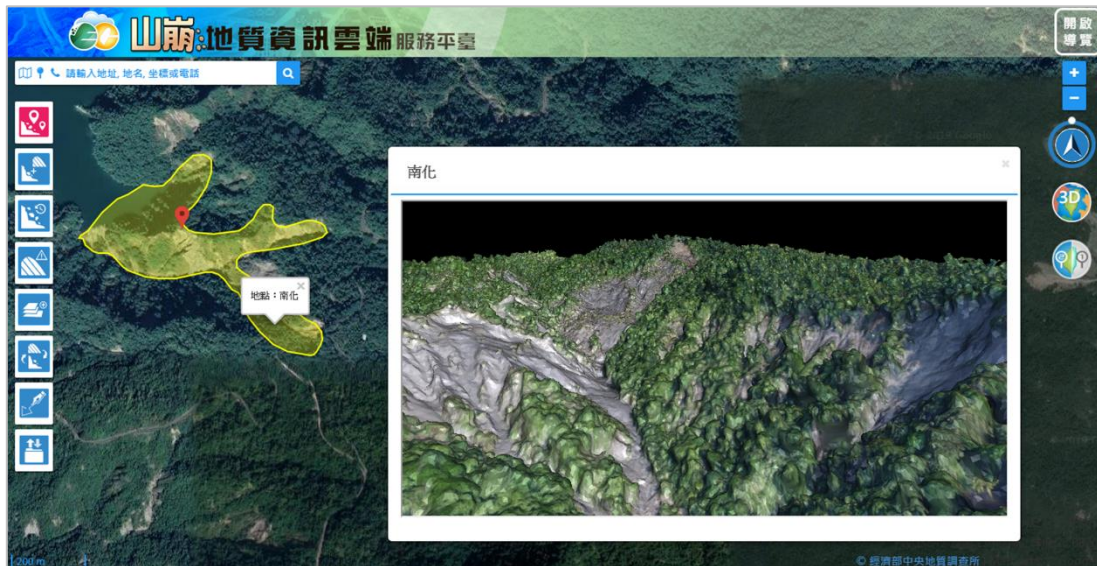 山崩地質資訊雲端服務平臺
開啟
導覽
請輸入地址, 地名, 坐標或電話
+
−
南化
×
3D
地點：南化
×
200 m
© 經濟部中央地質調查所